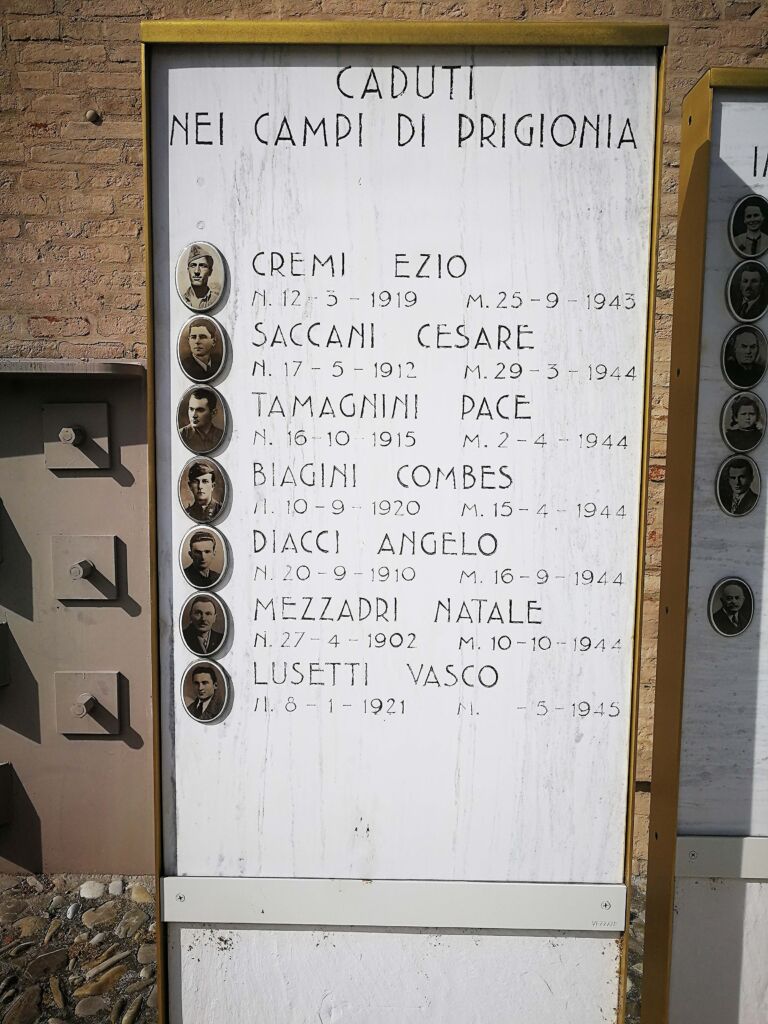 CADUTI
NEI CAMPI DI PRIGIONIA
CREMI EZIO
N. 12-3-1919 M. 25-9-1943
SACCANI CESARE
N. 17-5-1912 M. 29-3-1944
TAMAGNINI PACE
N. 16-10-1915 M. 2-4-1944
BIAGINI COMBES
N. 10-9-1920 M. 15-4-1944
DIACCI ANGELO
N. 20-9-1910 M. 16-9-1944
MEZZADRI NATALE
N. 27-4-1902 M. 10-10-1944
LUSETTI VASCO
N. 8-1-1921 M. -5-1945